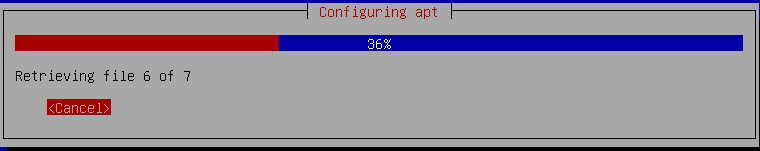 Configuring apt
36%
Retrieving file 6 of 7
<Cancel>